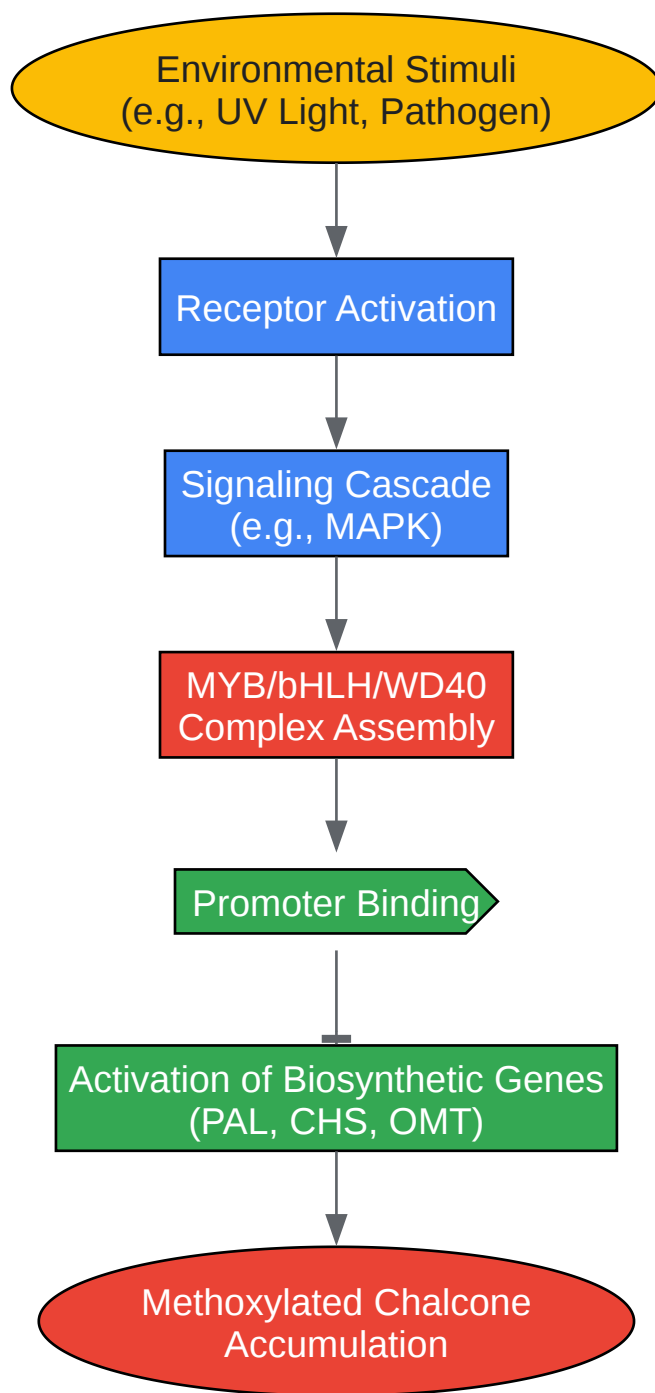 Environmental Stimuli
(e.g., UV Light, Pathogen)
Receptor Activation
Signaling Cascade
(e.g., MAPK)
MYB/bHLH/WD40
Complex Assembly
Promoter Binding
Activation of Biosynthetic Genes
(PAL, CHS, OMT)
Methoxylated Chalcone
Accumulation